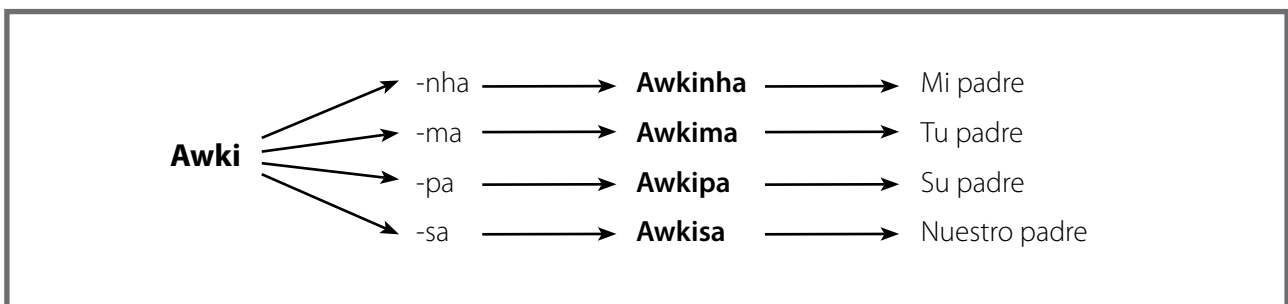 -nha Awkinha Mi padre
-ma Awkima Tu padre
Awki
-pa Awkipa Su padre
-sa Awkisa Nuestro padre